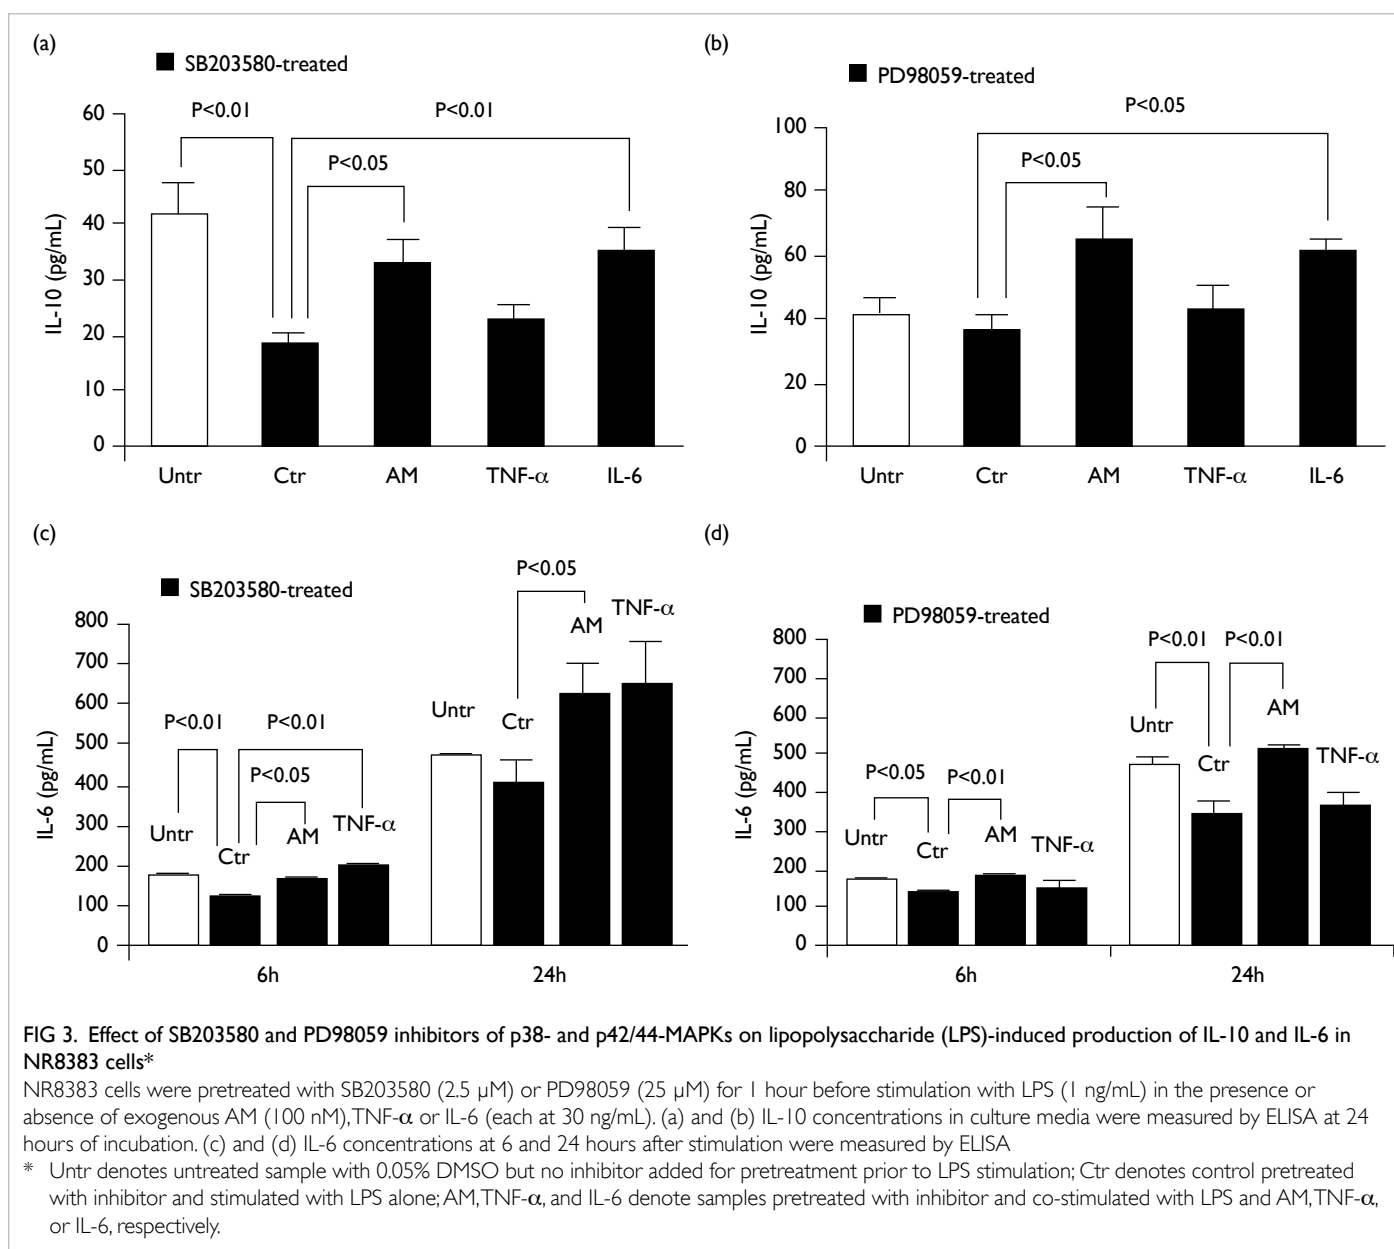 (a)
SB203580-treated
P<0.01
P<0.01
P<0.05
60
50
40
30
20
10
0
IL-10 (pg/mL)
Untr Ctr AM TNF-α IL-6
(b)
PD98059-treated
P<0.05
P<0.05
100
80
60
40
20
0
IL-10 (pg/mL)
Untr Ctr AM TNF-α IL-6
(c)
SB203580-treated
P<0.05
TNF-α
AM
Untr
Ctr
P<0.01 P<0.01
P<0.05
Untr
Ctr
AM
TNF-α
800
700
600
500
400
300
200
100
0
IL-6 (pg/mL)
6h 24h
(d)
PD98059-treated
P<0.01 P<0.01
AM
Untr
Ctr
TNF-α
P<0.05 P<0.01
Untr
Ctr
AM
TNF-α
800
700
600
500
400
300
200
100
0
IL-6 (pg/mL)
6h 24h
FIG 3. Effect of SB203580 and PD98059 inhibitors of p38- and p42/44-MAPKs on lipopolysaccharide (LPS)-induced production of IL-10 and IL-6 in
NR8383 cells*
NR8383 cells were pretreated with SB203580 (2.5 µM) or PD98059 (25 µM) for 1 hour before stimulation with LPS (1 ng/mL) in the presence or
absence of exogenous AM (100 nM), TNF-α or IL-6 (each at 30 ng/mL). (a) and (b) IL-10 concentrations in culture media were measured by ELISA at 24
hours of incubation. (c) and (d) IL-6 concentrations at 6 and 24 hours after stimulation were measured by ELISA
* Untr denotes untreated sample with 0.05% DMSO but no inhibitor added for pretreatment prior to LPS stimulation; Ctr denotes control pretreated
with inhibitor and stimulated with LPS alone; AM, TNF-α, and IL-6 denote samples pretreated with inhibitor and co-stimulated with LPS and AM, TNF-α,
or IL-6, respectively.